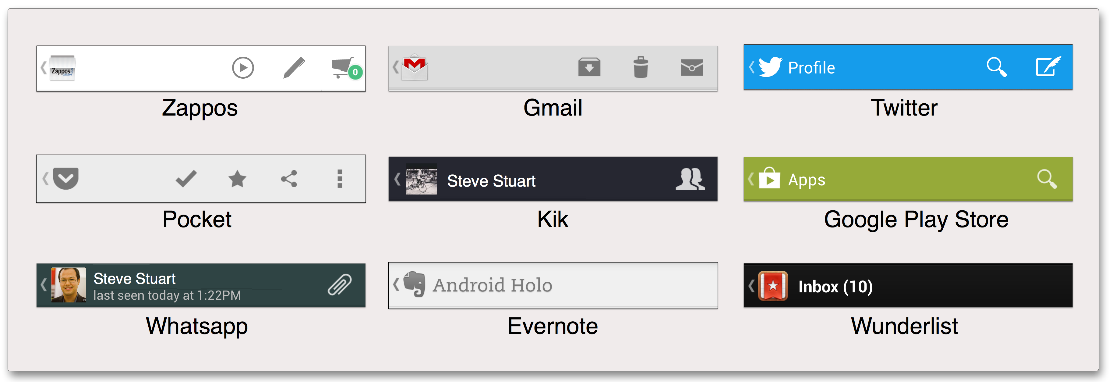 Zappos
0
Zappos
Gmail
Profile
Twitter
Pocket
Steve Stuart
Kik
Apps
Google Play Store
Steve Stuart
last seen today at 1:22PM
Whatsapp
Android Holo
Evernote
Inbox (10)
Wunderlist